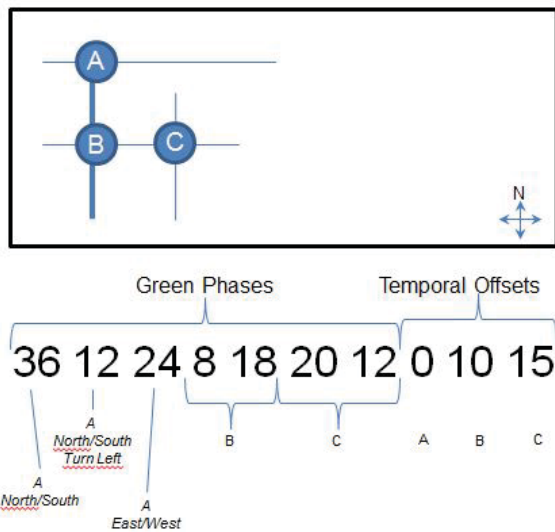 A
B
C
N
Green Phases
Temporal Offsets
36 12 24 8 18 20 12 0 10 15
A
North/South
Turn Left
B
C
A
B
C
A
North/South
A
East/West